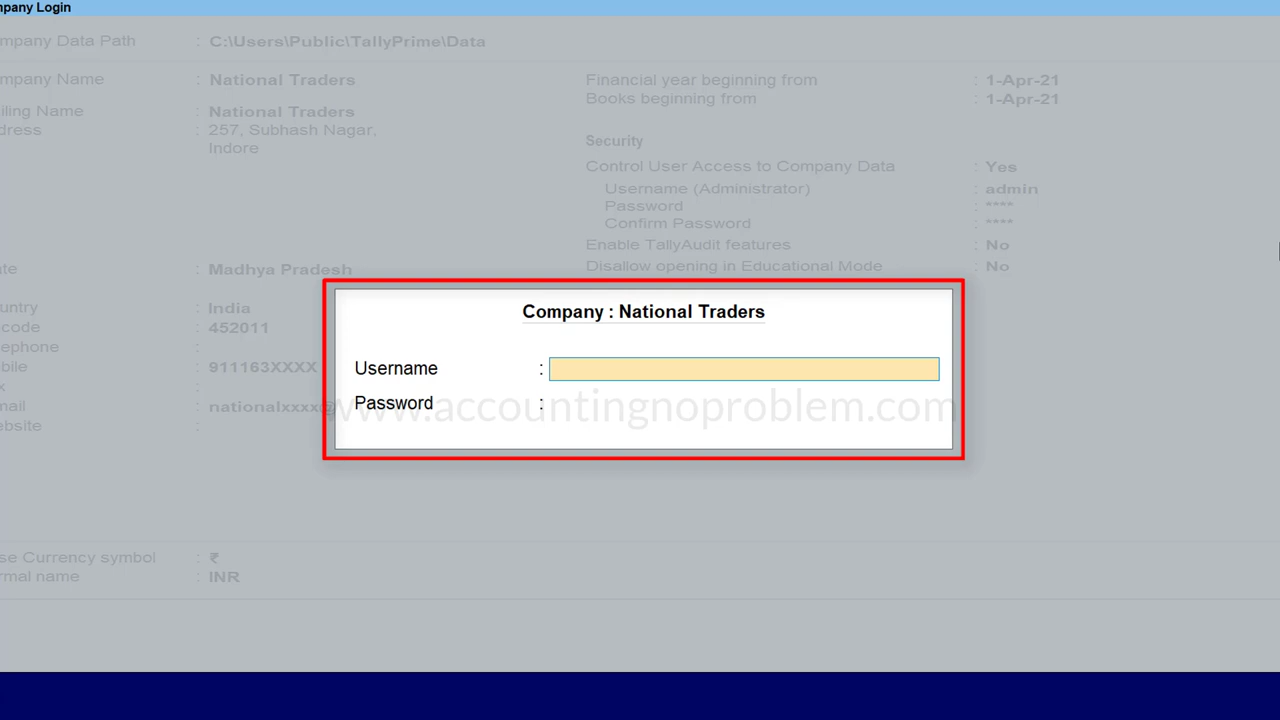 mpany Login
ompany Data Path : C:\Users\Public\TallyPrime\Data
ompany Name : National Traders
iling Name : National Traders
dress : 257, Subhash Nagar,
Indore
ate : Madhya Pradesh
untry : India
code : 452011
lephone :
bile : 911163XXXX
x :
mail : nationalxxxx@
ebsite :
Financial year beginning from : 1-Apr-21
Books beginning from : 1-Apr-21
Security
Control User Access to Company Data : Yes
Username (Administrator) : admin
Password : ****
Confirm Password : ****
Enable TallyAudit features : No
Disallow opening in Educational Mode : No
Company : National Traders
Username :
Password :
www.accountingnoproblem.com
se Currency symbol : ₹
rmal name : INR